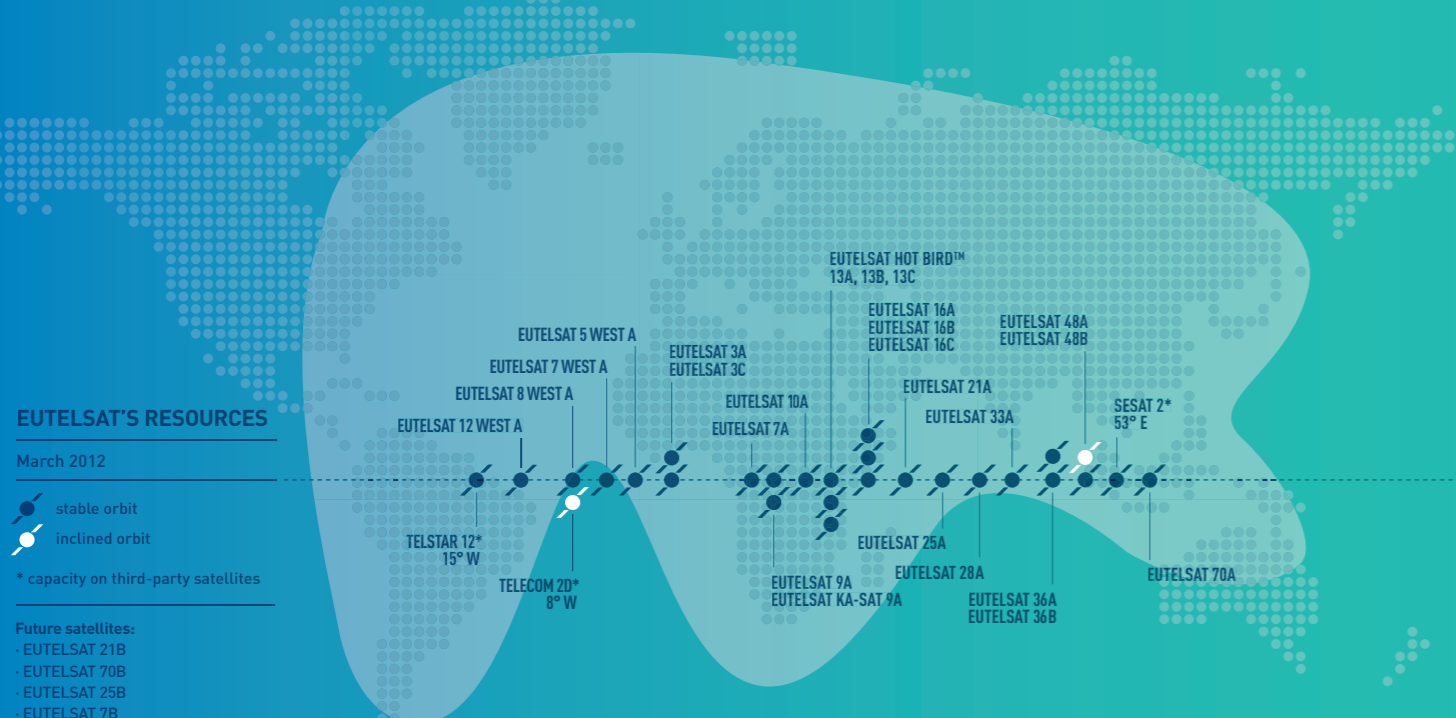 EUTELSAT HOT BIRD™
13A, 13B, 13C
EUTELSAT 16A
EUTELSAT 16B
EUTELSAT 16C
EUTELSAT 48A
EUTELSAT 48B
EUTELSAT 5 WEST A
EUTELSAT 3A
EUTELSAT 3C
EUTELSAT 7 WEST A
EUTELSAT 8 WEST A
EUTELSAT 12 WEST A
EUTELSAT 10A
EUTELSAT 7A
EUTELSAT 21A
EUTELSAT 33A
SESAT 2*
53° E
EUTELSAT'S RESOURCES
March 2012
stable orbit
inclined orbit
* capacity on third-party satellites
Future satellites:
· EUTELSAT 21B
· EUTELSAT 70B
· EUTELSAT 25B
· EUTELSAT 7B
TELSTAR 12*
15° W
TELECOM 2D*
8° W
EUTELSAT 9A
EUTELSAT KA-SAT 9A
EUTELSAT 25A
EUTELSAT 28A
EUTELSAT 36A
EUTELSAT 36B
EUTELSAT 70A